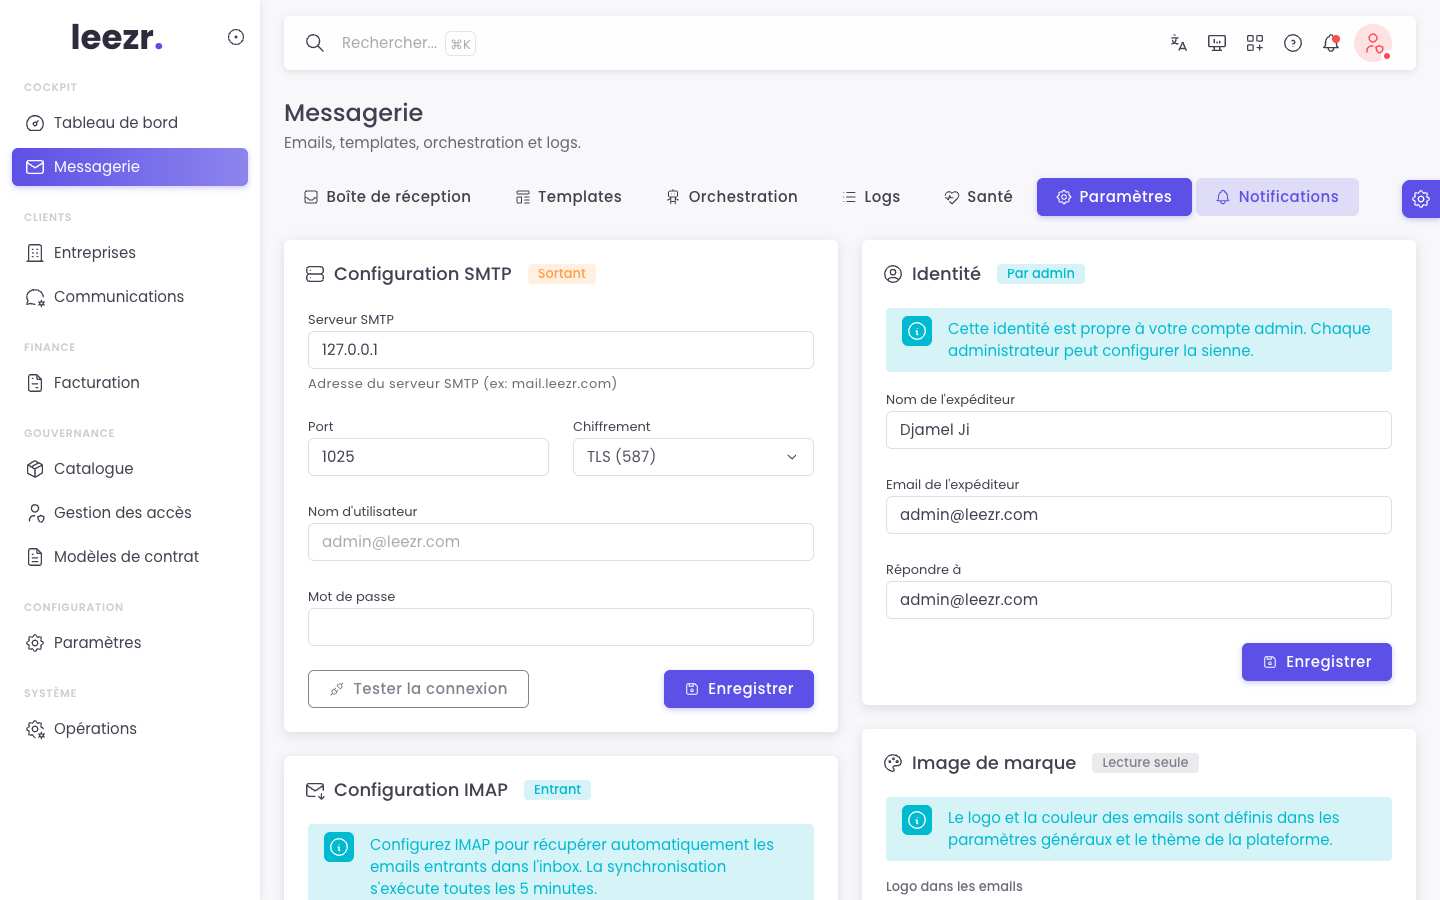 leezr.
COCKPIT
Tableau de bord
Messagerie
CLIENTS
Entreprises
Communications
FINANCE
Facturation
GOUVERNANCE
Catalogue
Gestion des accès
Modèles de contrat
CONFIGURATION
Paramètres
SYSTÈME
Opérations
Rechercher... ⌘K
Messagerie
Emails, templates, orchestration et logs.
Boîte de réception Templates Orchestration Logs Santé Paramètres Notifications
Configuration SMTP Sortant
Serveur SMTP
127.0.0.1
Adresse du serveur SMTP (ex: mail.leezr.com)
Port Chiffrement
1025 TLS (587)
Nom d'utilisateur
admin@leezr.com
Mot de passe
Tester la connexion Enregistrer
Configuration IMAP Entrant
Configurez IMAP pour récupérer automatiquement les
emails entrants dans l'inbox. La synchronisation
s'exécute toutes les 5 minutes.
Identité Par admin
Cette identité est propre à votre compte admin. Chaque
administrateur peut configurer la sienne.
Nom de l'expéditeur
Djamel Ji
Email de l'expéditeur
admin@leezr.com
Répondre à
admin@leezr.com
Enregistrer
Image de marque Lecture seule
Le logo et la couleur des emails sont définis dans les
paramètres généraux et le thème de la plateforme.
Logo dans les emails